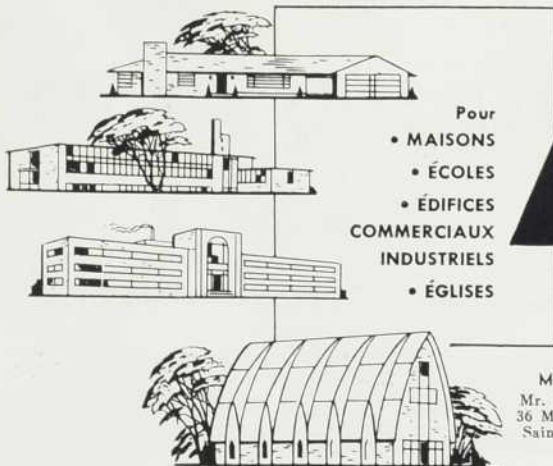 Pour
• MAISONS
• ÉCOLES
• ÉDIFICES
COMMERCIAUX
INDUSTRIELS
• ÉGLISES
M
Mr.
36 M
Sain